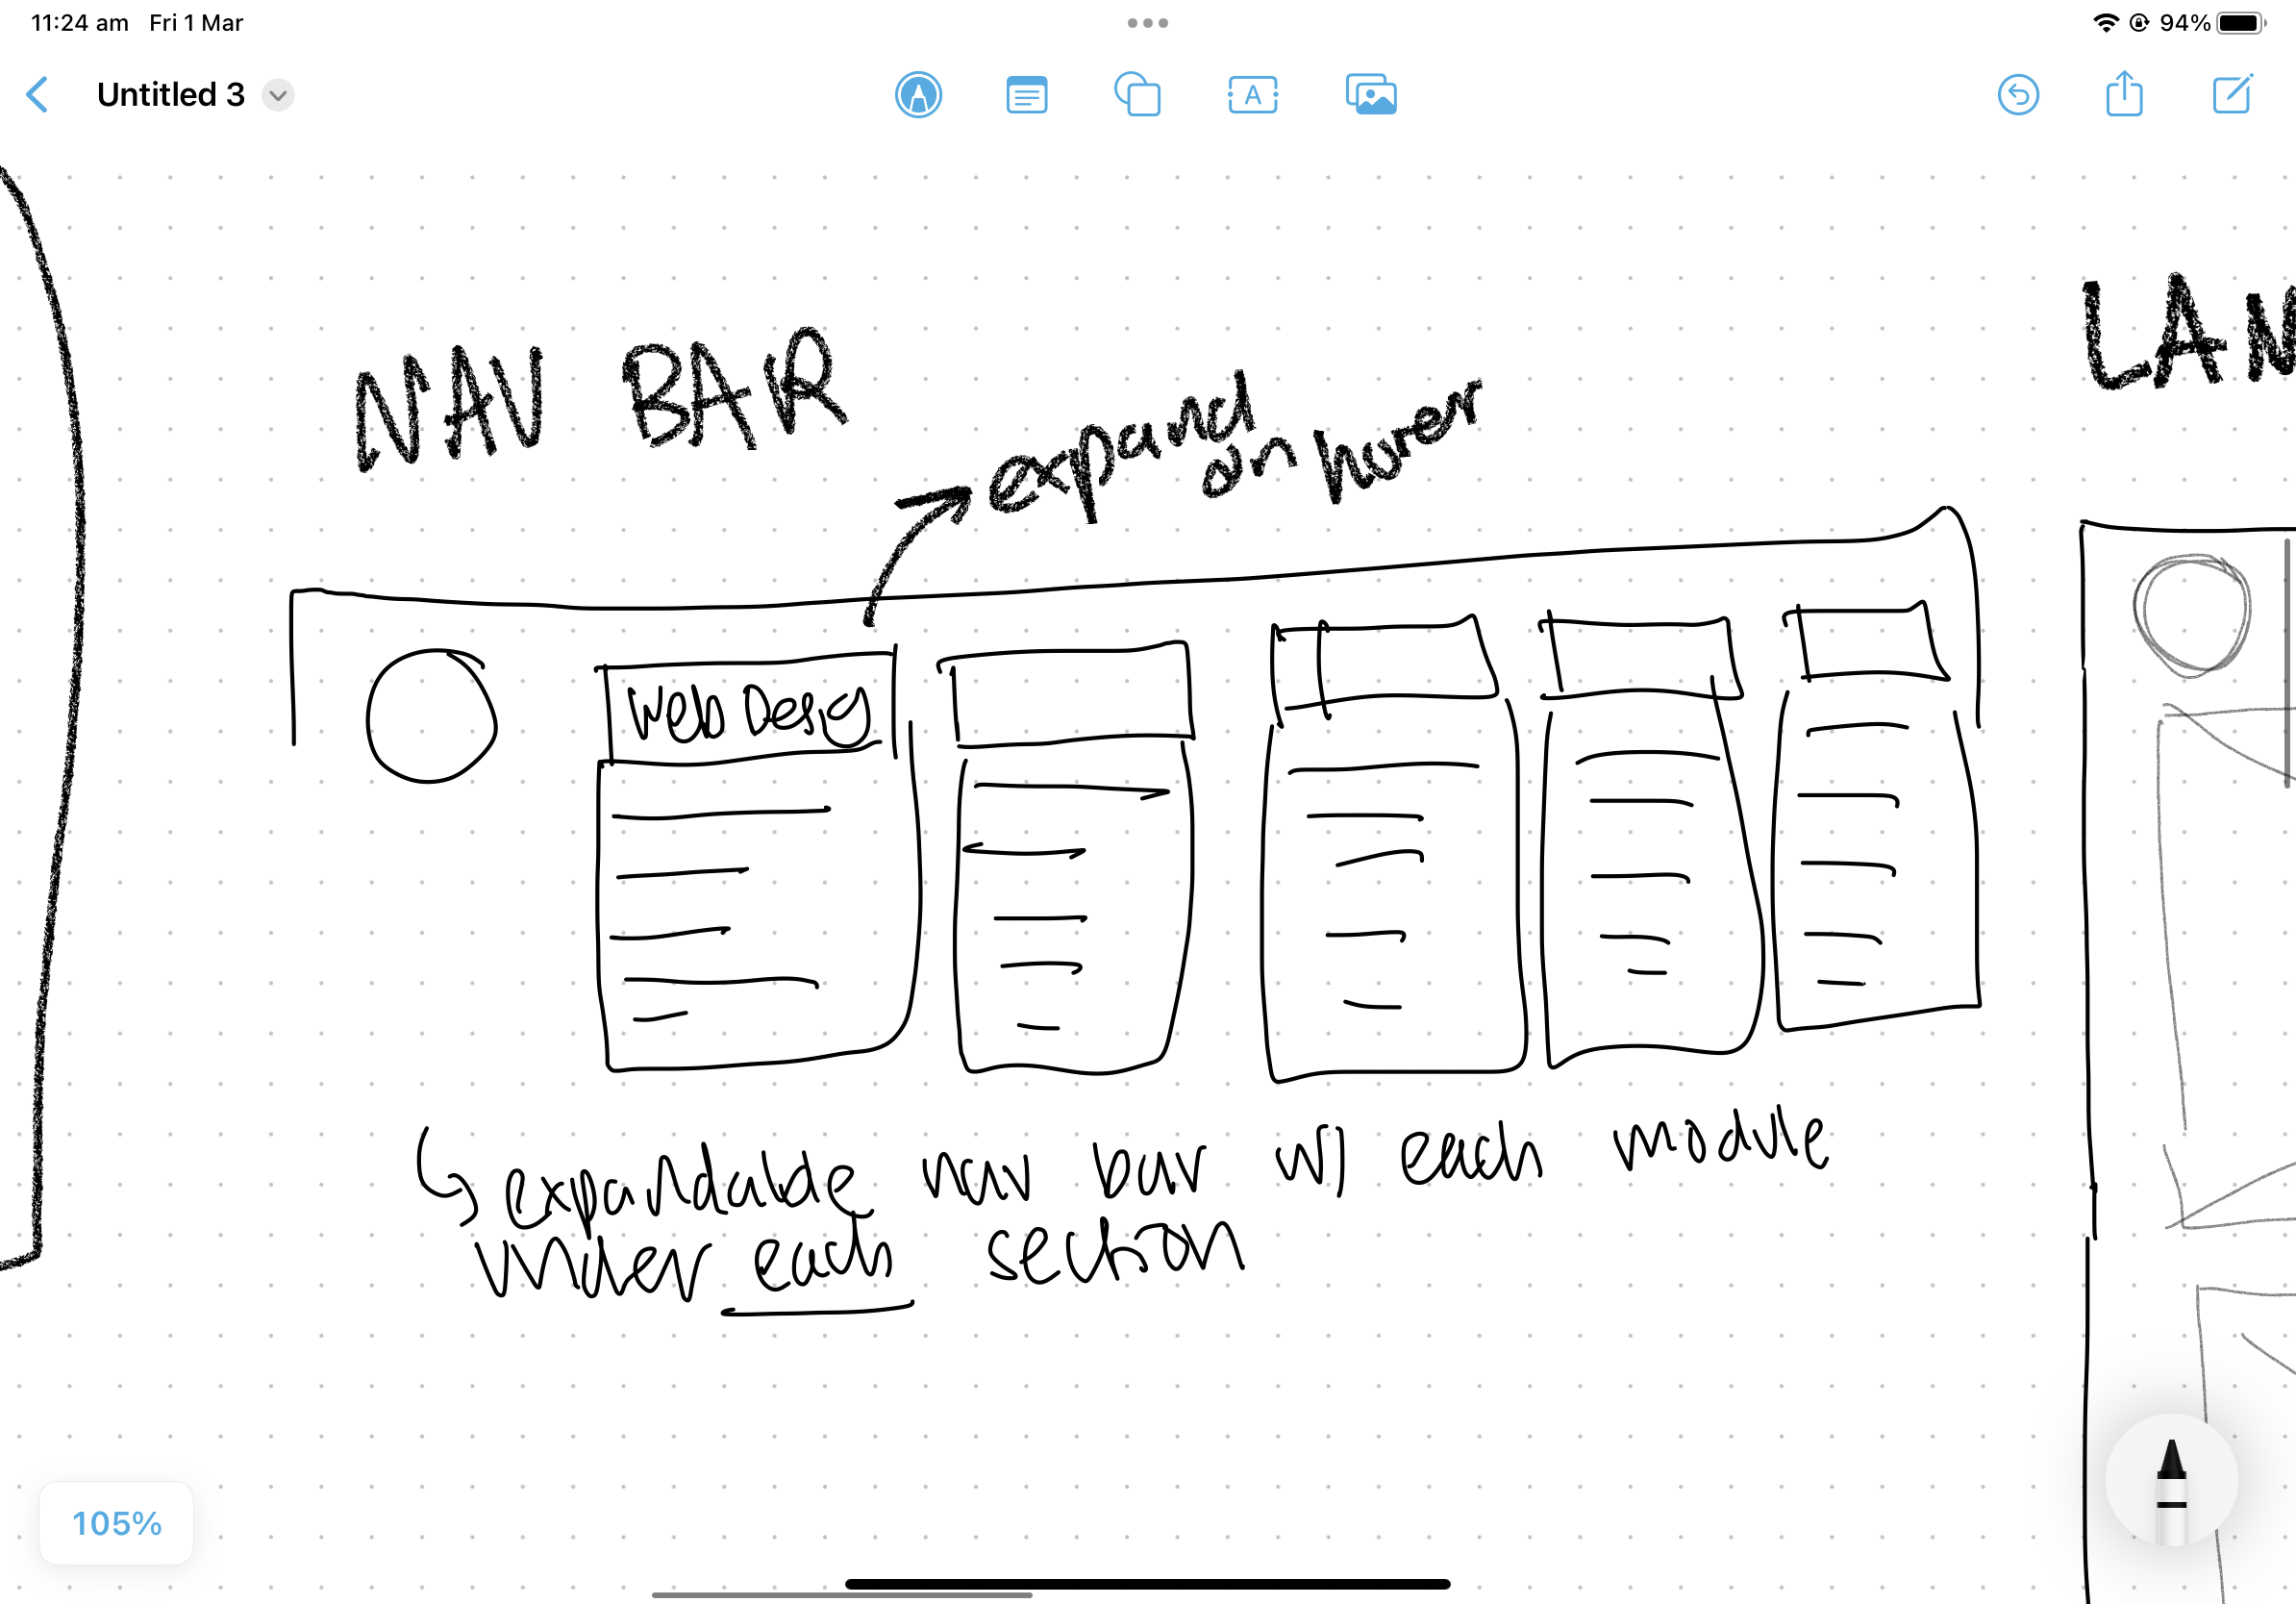 11:24 am Fri 1 Mar
94%
Untitled 3
A
LAN
NAV BAR
expand
on hover
Web Desig
expandable nav bar w/ each module
under each section
105%